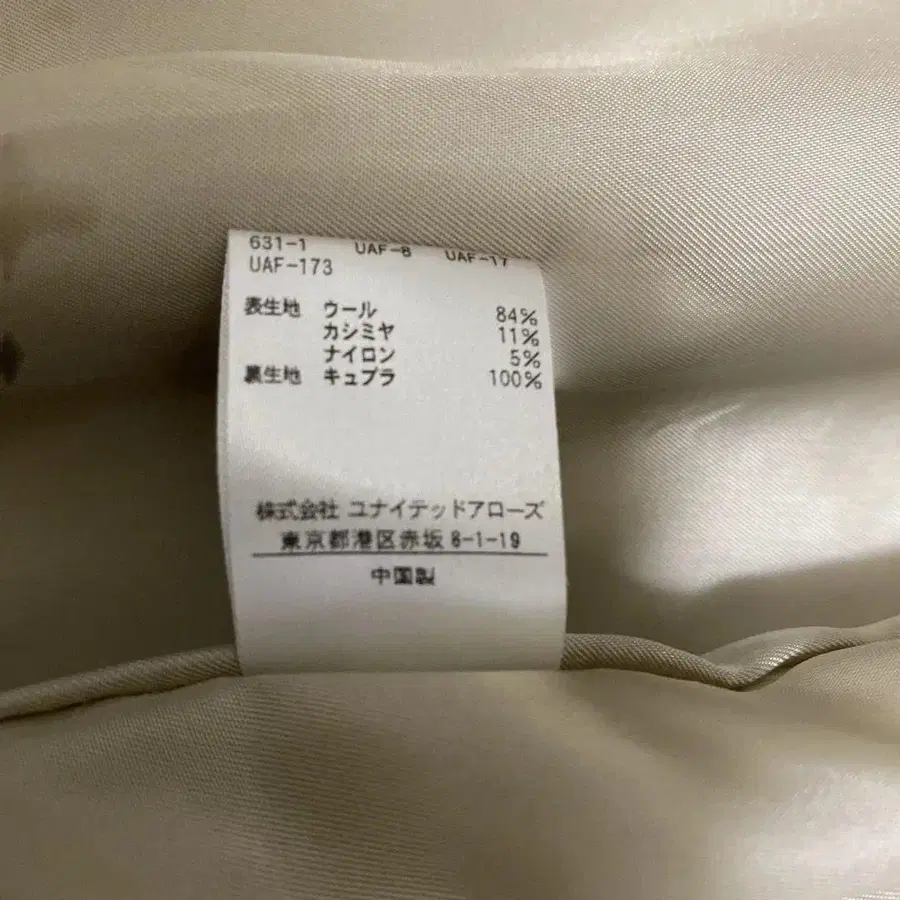 631-1 UAF-6 UAF-17
UAF-173
表生地 ウール 84%
カシミヤ 11%
ナイロン 5%
裏生地 キュプラ 100%
株式会社 ユナイテッドアローズ
東京都港区赤坂 8-1-19
中国製